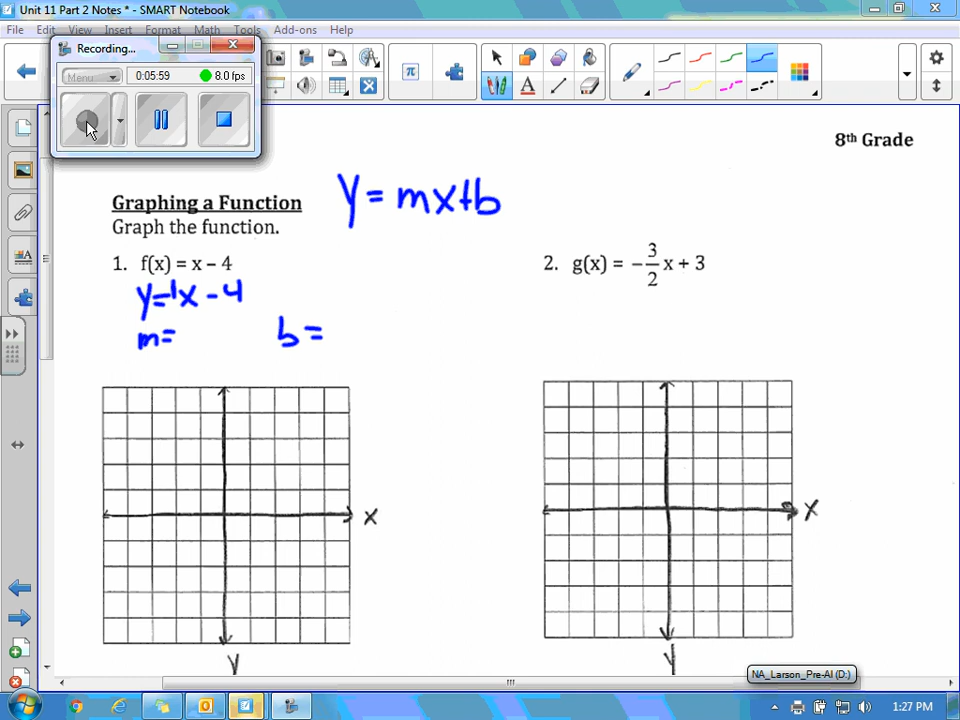 Unit 11 Part 2 Notes * - SMART Notebook
File Edit View Insert Format Math Tools Add-ons Help
Recording...
Menu 0:05:59 8.0 fps
π
A
8th Grade
Graphing a Function y = mx+b
Graph the function.
1. f(x) = x – 4
y=1x - 4
m= b =
2. g(x) = −3/2 x + 3
x
y
x
y
NA_Larson_Pre-Al (D:)
1:27 PM